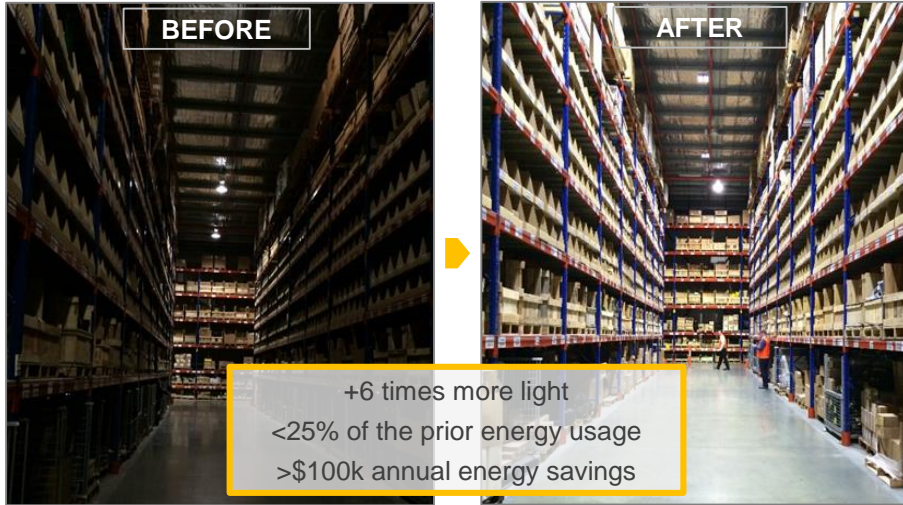 BEFORE
AFTER
+6 times more light
<25% of the prior energy usage
>$100k annual energy savings